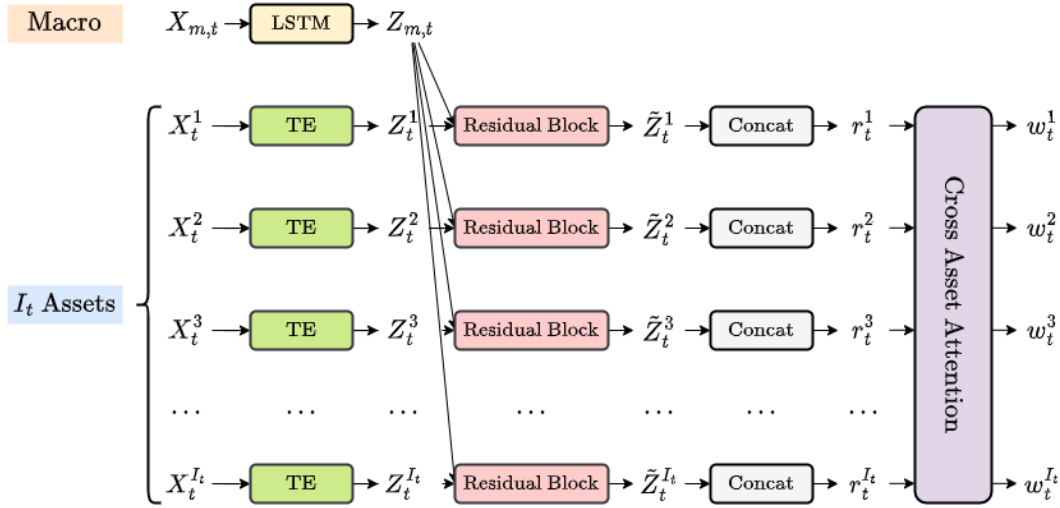 Macro X_{m,t} LSTM Z_{m,t}
X_t^1 TE Z_t^1 Residual Block Z̃_t^1 Concat r_t^1 w_t^1
X_t^2 TE Z_t^2 Residual Block Z̃_t^2 Concat r_t^2 w_t^2
I_t Assets X_t^3 TE Z_t^3 Residual Block Z̃_t^3 Concat r_t^3 w_t^3
... ... ... ... ... ... ...
X_t^{I_t} TE Z_t^{I_t} Residual Block Z̃_t^{I_t} Concat r_t^{I_t} w_t^{I_t}
Cross Asset Attention